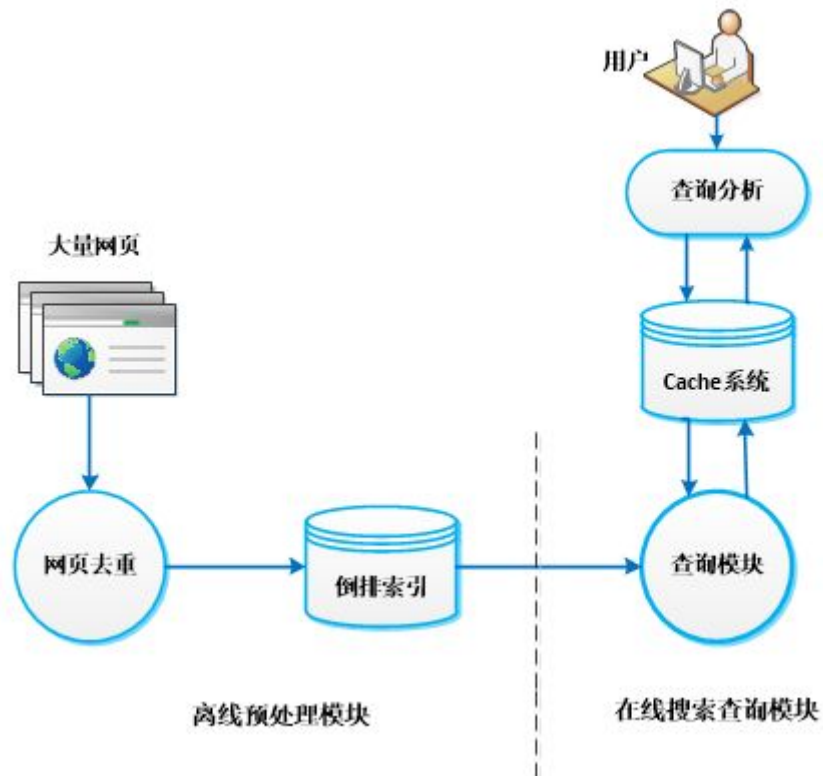 用户
查询分析
大量网页
Cache系统
网页去重
倒排索引
查询模块
离线预处理模块
在线搜索查询模块